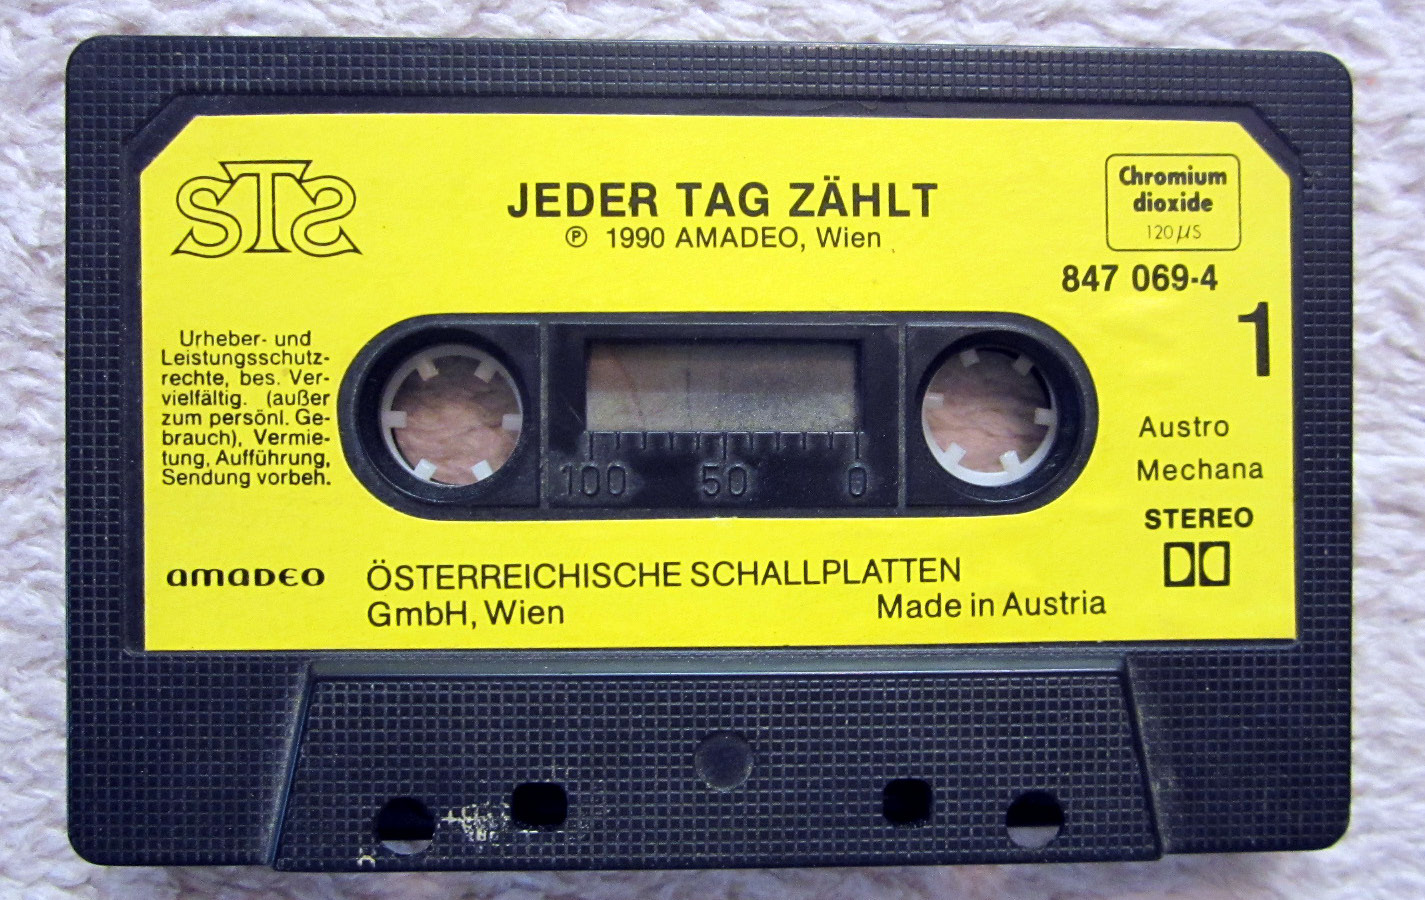 STS
JEDER TAG ZÄHLT
℗ 1990 AMADEO, Wien
Chromium
dioxide
120 µS
847 069-4
1
Urheber- und
Leistungsschutz-
rechte, bes. Ver-
vielfältig. (außer
zum persönl. Ge-
brauch), Vermie-
tung, Aufführung,
Sendung vorbeh.
100 50 0
Austro
Mechana
STEREO
amadeo
ÖSTERREICHISCHE SCHALLPLATTEN
GmbH, Wien
Made in Austria